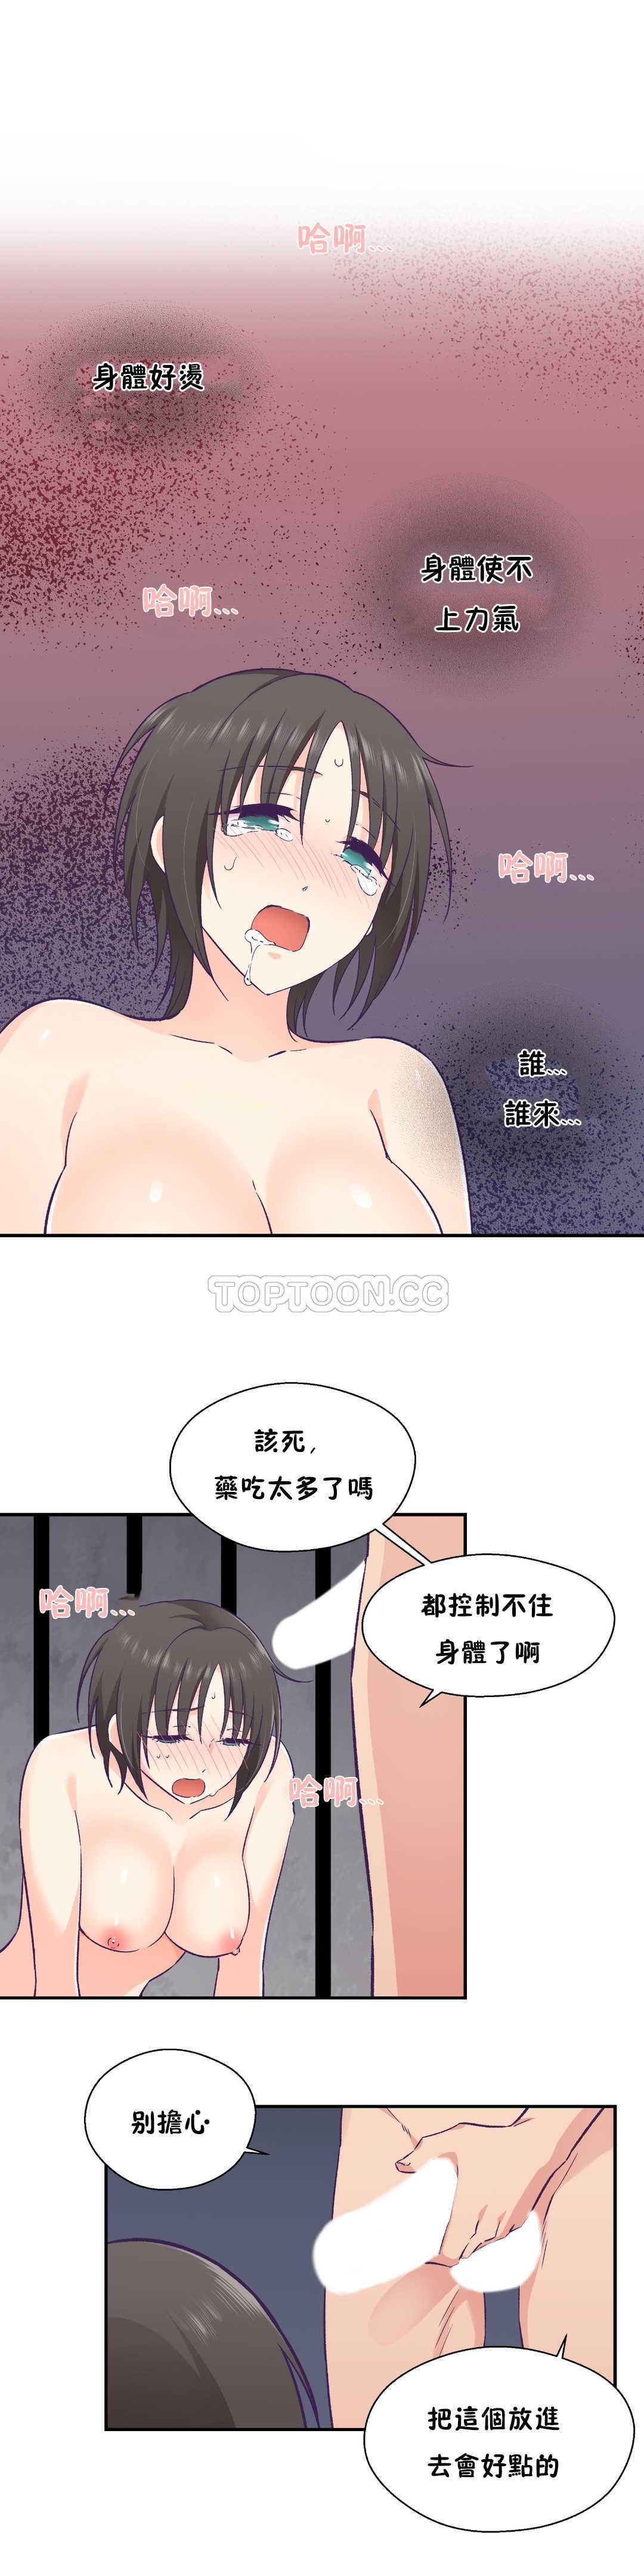 哈啊...
身體好燙
身體使不
上力氣
哈啊...
哈啊...
誰...
誰來...
TOPTOON.CC
該死,
藥吃太多了嗎
都控制不住
身體了啊
哈啊...
哈啊...
別擔心
把這個放進
去會好點的